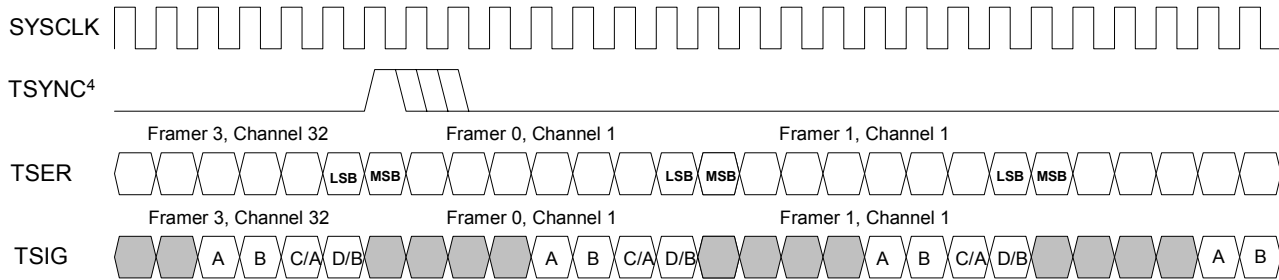 SYSCLK
TSYNC4
Framer 3, Channel 32 Framer 0, Channel 1 Framer 1, Channel 1
TSER LSB MSB LSB MSB LSB MSB
Framer 3, Channel 32 Framer 0, Channel 1 Framer 1, Channel 1
TSIG A B C/A D/B A B C/A D/B A B C/A D/B A B